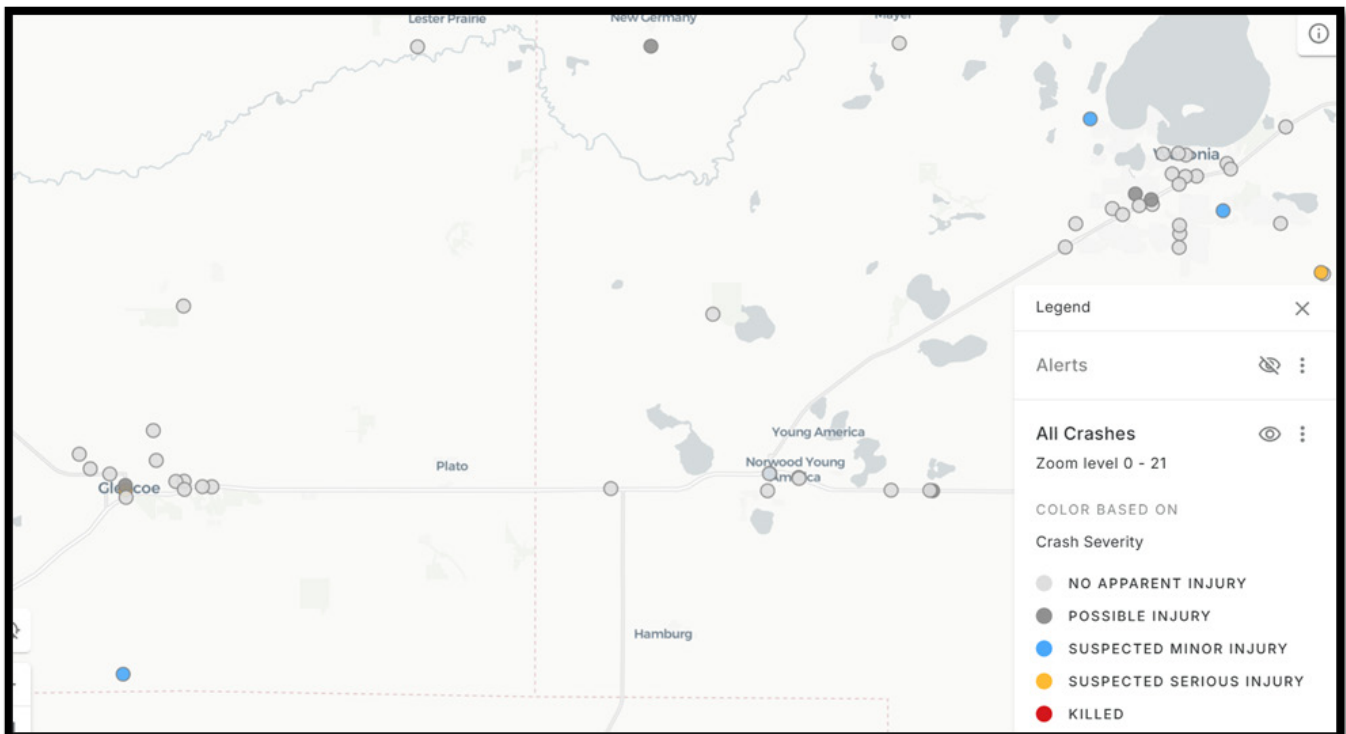 Lester Prairie
New Germany
Mayer
Young America
Norwood Young
Plato
Hamburg
Legend
Alerts
All Crashes
Zoom level 0 - 21
COLOR BASED ON
Crash Severity
NO APPARENT INJURY
POSSIBLE INJURY
SUSPECTED MINOR INJURY
SUSPECTED SERIOUS INJURY
KILLED